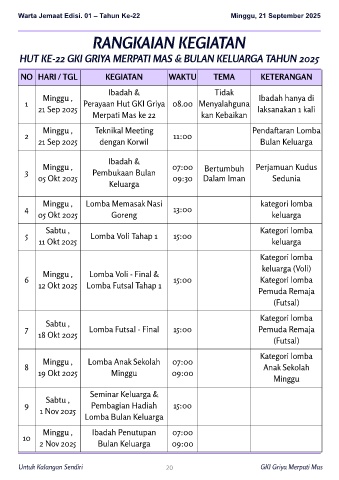 Warta Jemaat Edisi. 01 – Tahun Ke-22 Minggu, 21 September 2025
RANGKAIAN KEGIATAN
HUT KE-22 GKI GRIYA MERPATI MAS & BULAN KELUARGA TAHUN 2025
NO HARI / TGL KEGIATAN WAKTU TEMA KETERANGAN
1
Minggu ,
21 Sep 2025
Ibadah &
Perayaan Hut GKI Griya
Merpati Mas ke 22
08.00
Tidak
Menyalahguna
kan Kebaikan
Ibadah hanya di
laksanakan 1 kali
2
Minggu ,
21 Sep 2025
Teknikal Meeting
dengan Korwil
11:00
Pendaftaran Lomba
Bulan Keluarga
3
Minggu ,
05 Okt 2025
Ibadah &
Pembukaan Bulan
Keluarga
07:00
09:30
Bertumbuh
Dalam Iman
Perjamuan Kudus
Sedunia
4
Minggu ,
05 Okt 2025
Lomba Memasak Nasi
Goreng
13:00
kategori lomba
keluarga
5
Sabtu ,
11 Okt 2025
Lomba Voli Tahap 1
15:00
Kategori lomba
keluarga
6
Minggu ,
12 Okt 2025
Lomba Voli - Final &
Lomba Futsal Tahap 1
15:00
Kategori lomba
keluarga (Voli)
Kategori lomba
Pemuda Remaja
(Futsal)
7
Sabtu ,
18 Okt 2025
Lomba Futsal - Final
15:00
Kategori lomba
Pemuda Remaja
(Futsal)
8
Minggu ,
19 Okt 2025
Lomba Anak Sekolah
Minggu
07:00
09:00
Kategori lomba
Anak Sekolah
Minggu
9
Sabtu ,
1 Nov 2025
Seminar Keluarga &
Pembagian Hadiah
Lomba Bulan Keluarga
15:00
10
Minggu ,
2 Nov 2025
Ibadah Penutupan
Bulan Keluarga
07:00
09:00
Untuk Kalangan Sendiri 20 GKI Griya Merpati Mas